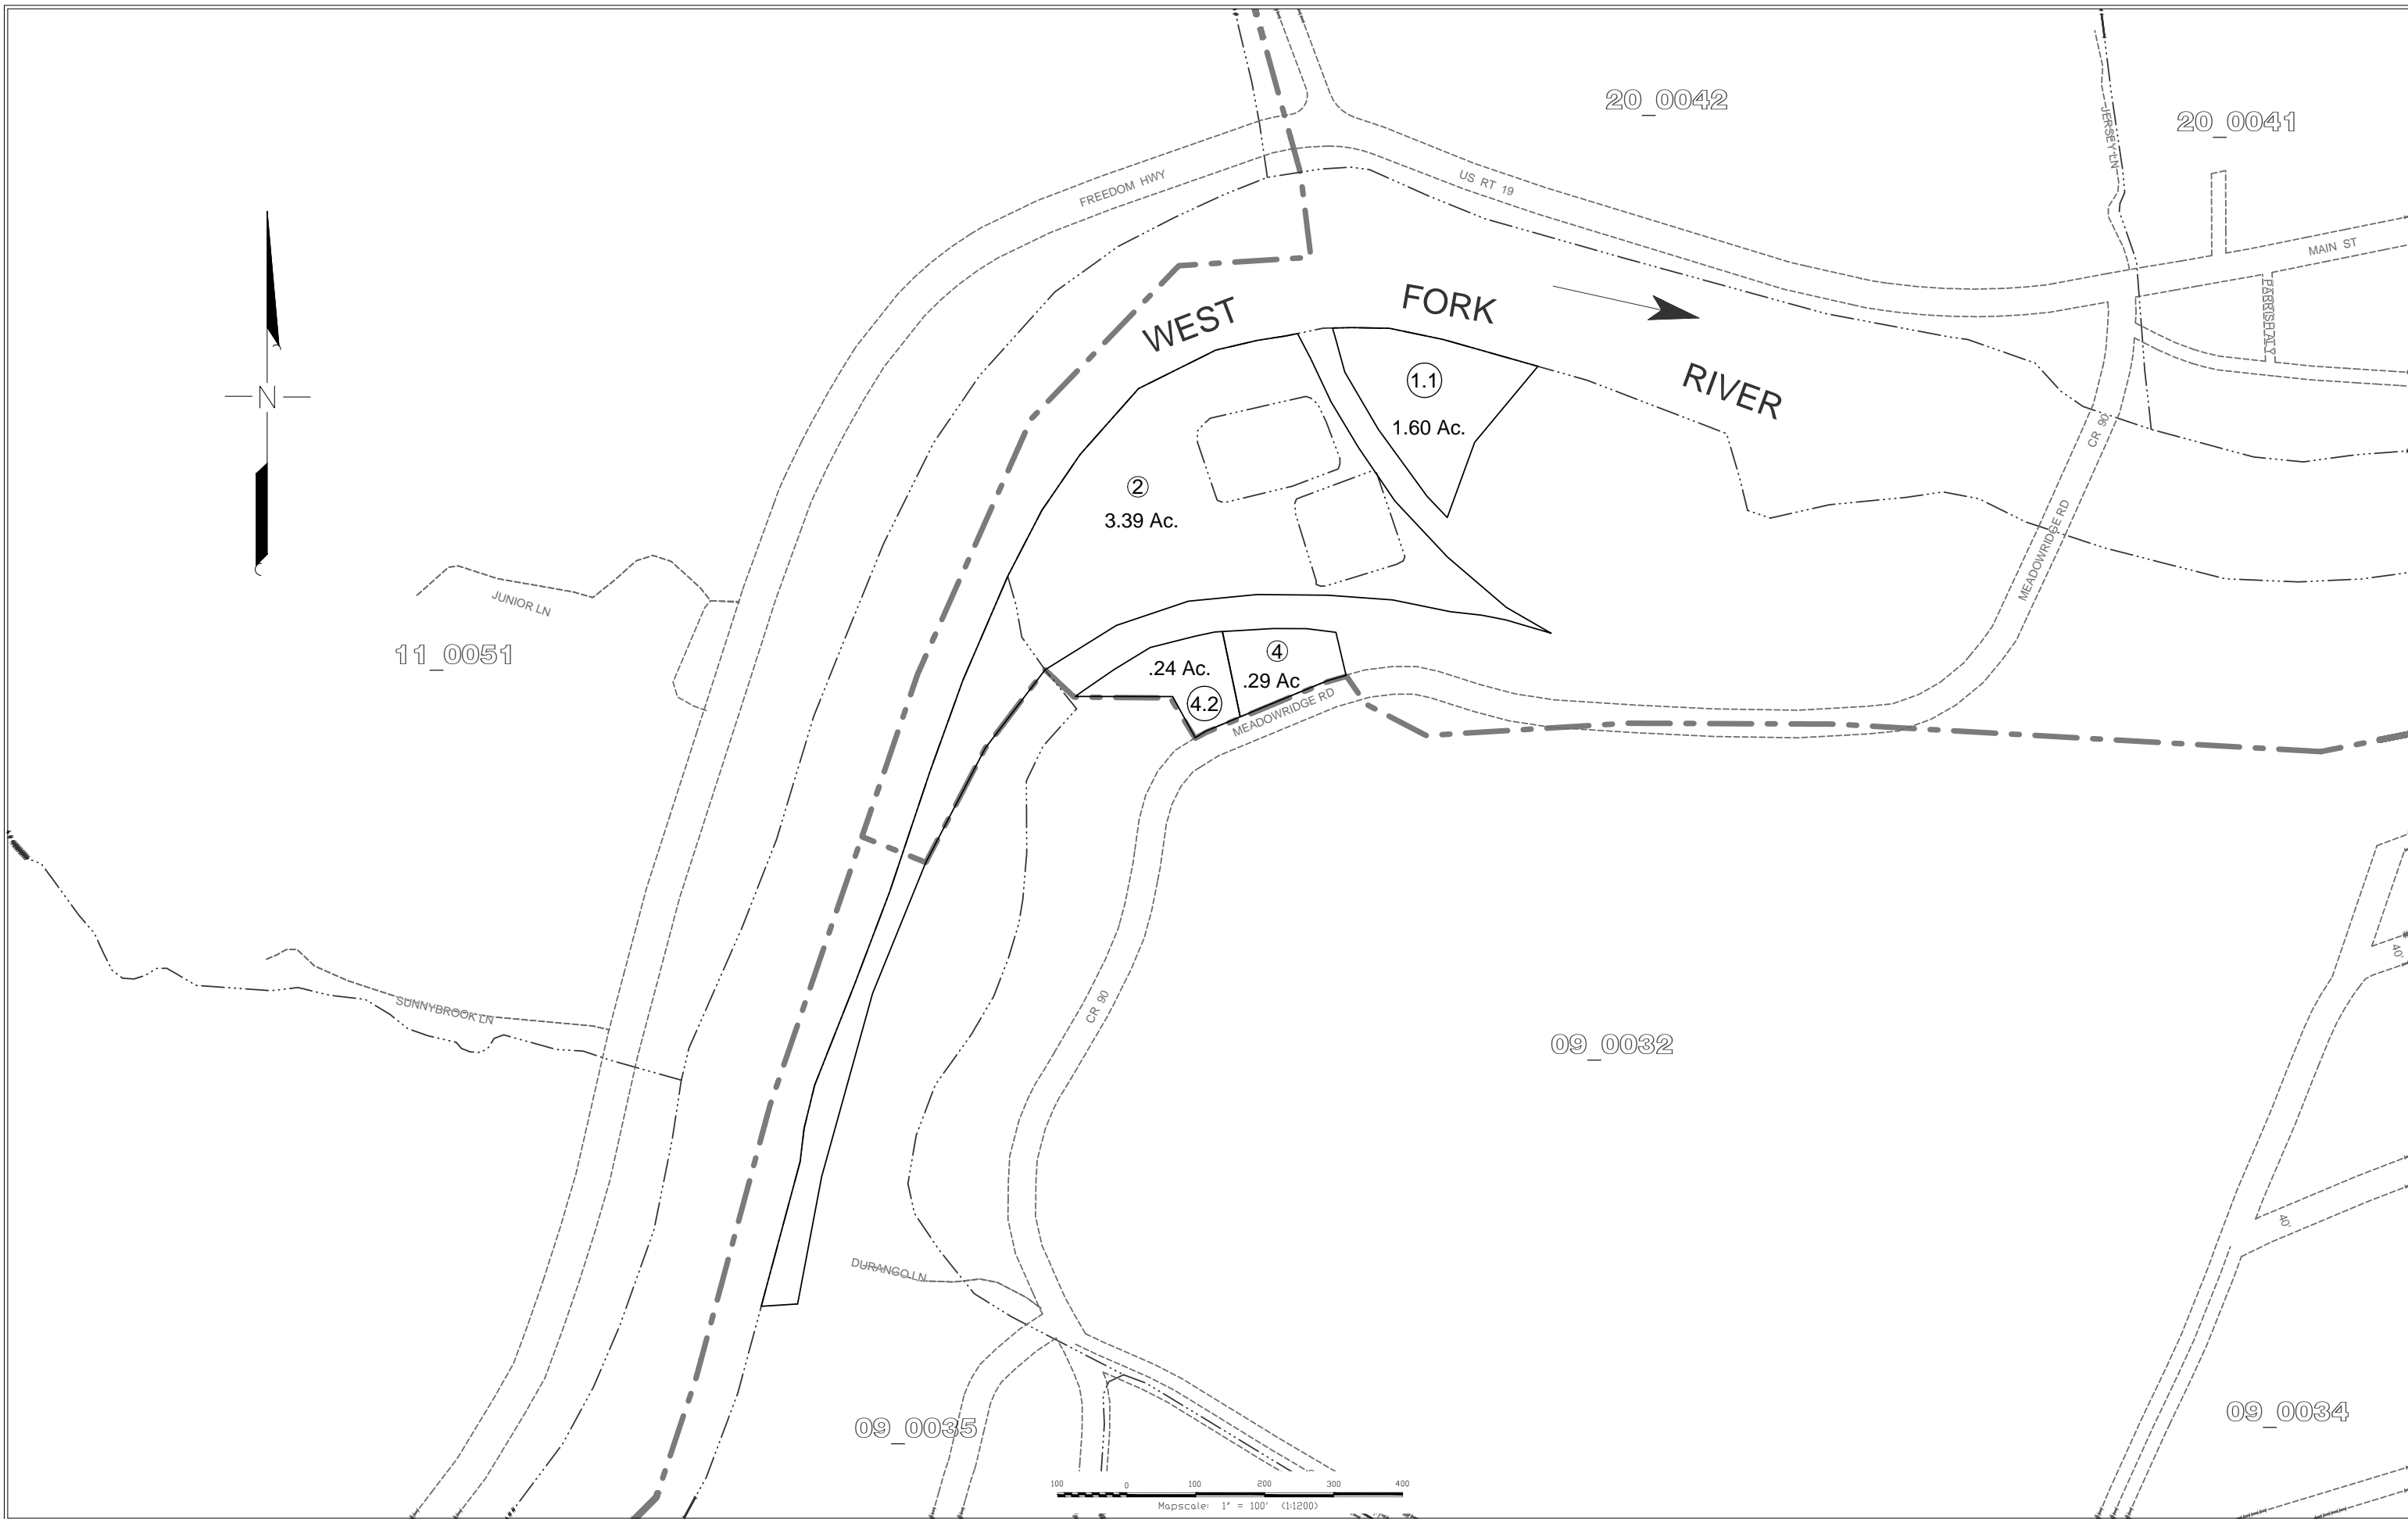 20_0042
20_0041
JERSEY LN
FREEDOM HWY
US RT 19
MAIN ST
WEST
FORK
RIVER
1.1
1.60 Ac.
N
CR 90
2
3.39 Ac.
MEADOWRIDGE RD
JUNIOR LN
11_0051
4
.24 Ac.
.29 Ac
4.2
MEADOWRIDGE RD
40'
SUNNYBROOK LN
CR 90
09_0032
40'
DURANGO LN
09_0035
09_0034
100 0 100 200 300 400
Mapscale: 1" = 100' (1:1200)